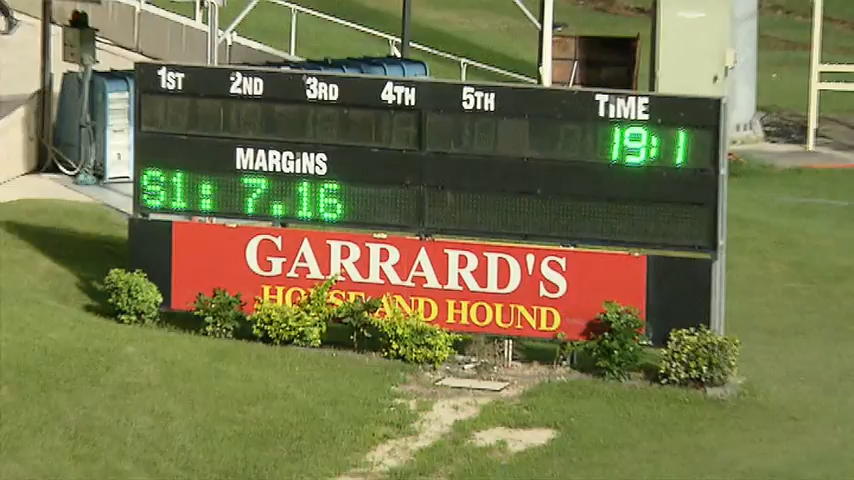 1ST 2ND 3RD 4TH 5TH TIME
19:1
MARGINS
S1: 7.16
GARRARD'S
HORSE AND HOUND